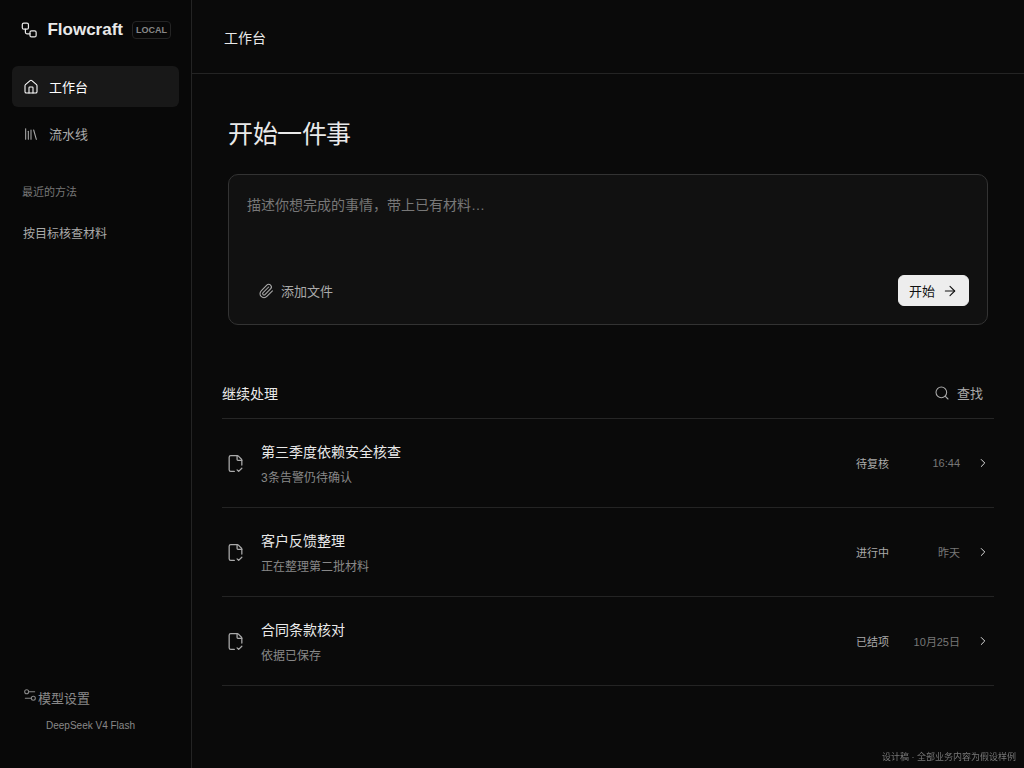 Flowcraft LOCAL
工作台
流水线
最近的方法
按目标核查材料
模型设置
DeepSeek V4 Flash
工作台
开始一件事
描述你想完成的事情，带上已有材料…
添加文件
开始
继续处理
查找
第三季度依赖安全核查
3条告警仍待确认
待复核
16:44
客户反馈整理
正在整理第二批材料
进行中
昨天
合同条款核对
依据已保存
已结项
10月25日
设计稿 · 全部业务内容为假设样例